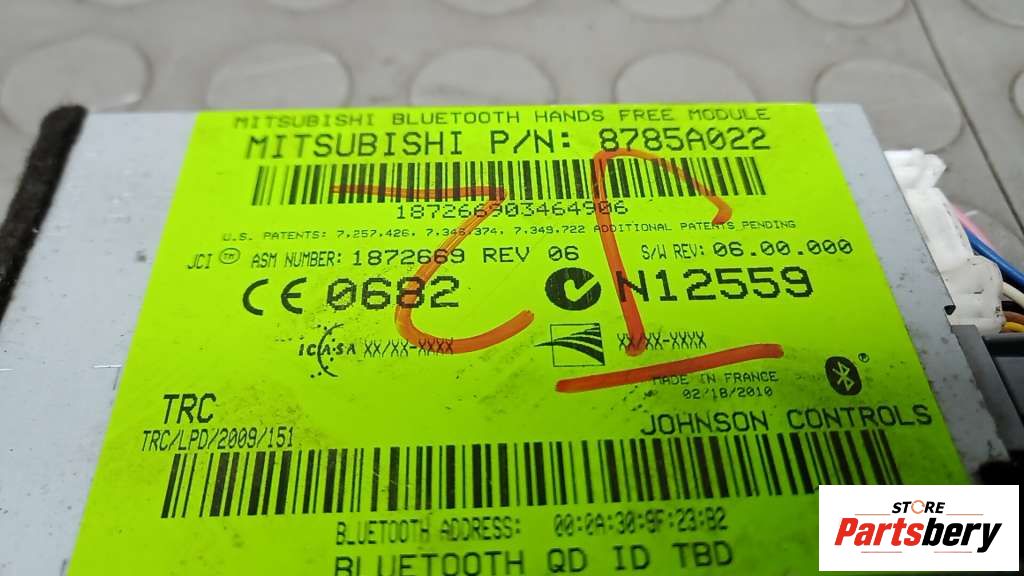 MITSUBISHI BLUETOOTH HANDS FREE MODULE
MITSUBISHI P/N: 8785A022
187266903464906
U.S. PATENTS: 7,257,426, 7,346,374, 7,349,722 ADDITIONAL PATENTS PENDING
JCI TM ASM NUMBER: 1872669 REV 06 S/W REV: 06.00.000
CE 0682 N12559
ICASA XX/XX-XXXX XX/XX-XXXX
MADE IN FRANCE
02/18/2010
TRC
TRC/LPD/2009/151
JOHNSON CONTROLS
BLUETOOTH ADDRESS: 00:0A:30:9F:23:B2
BLUETOOTH QD ID TBD
STORE
Partsbery